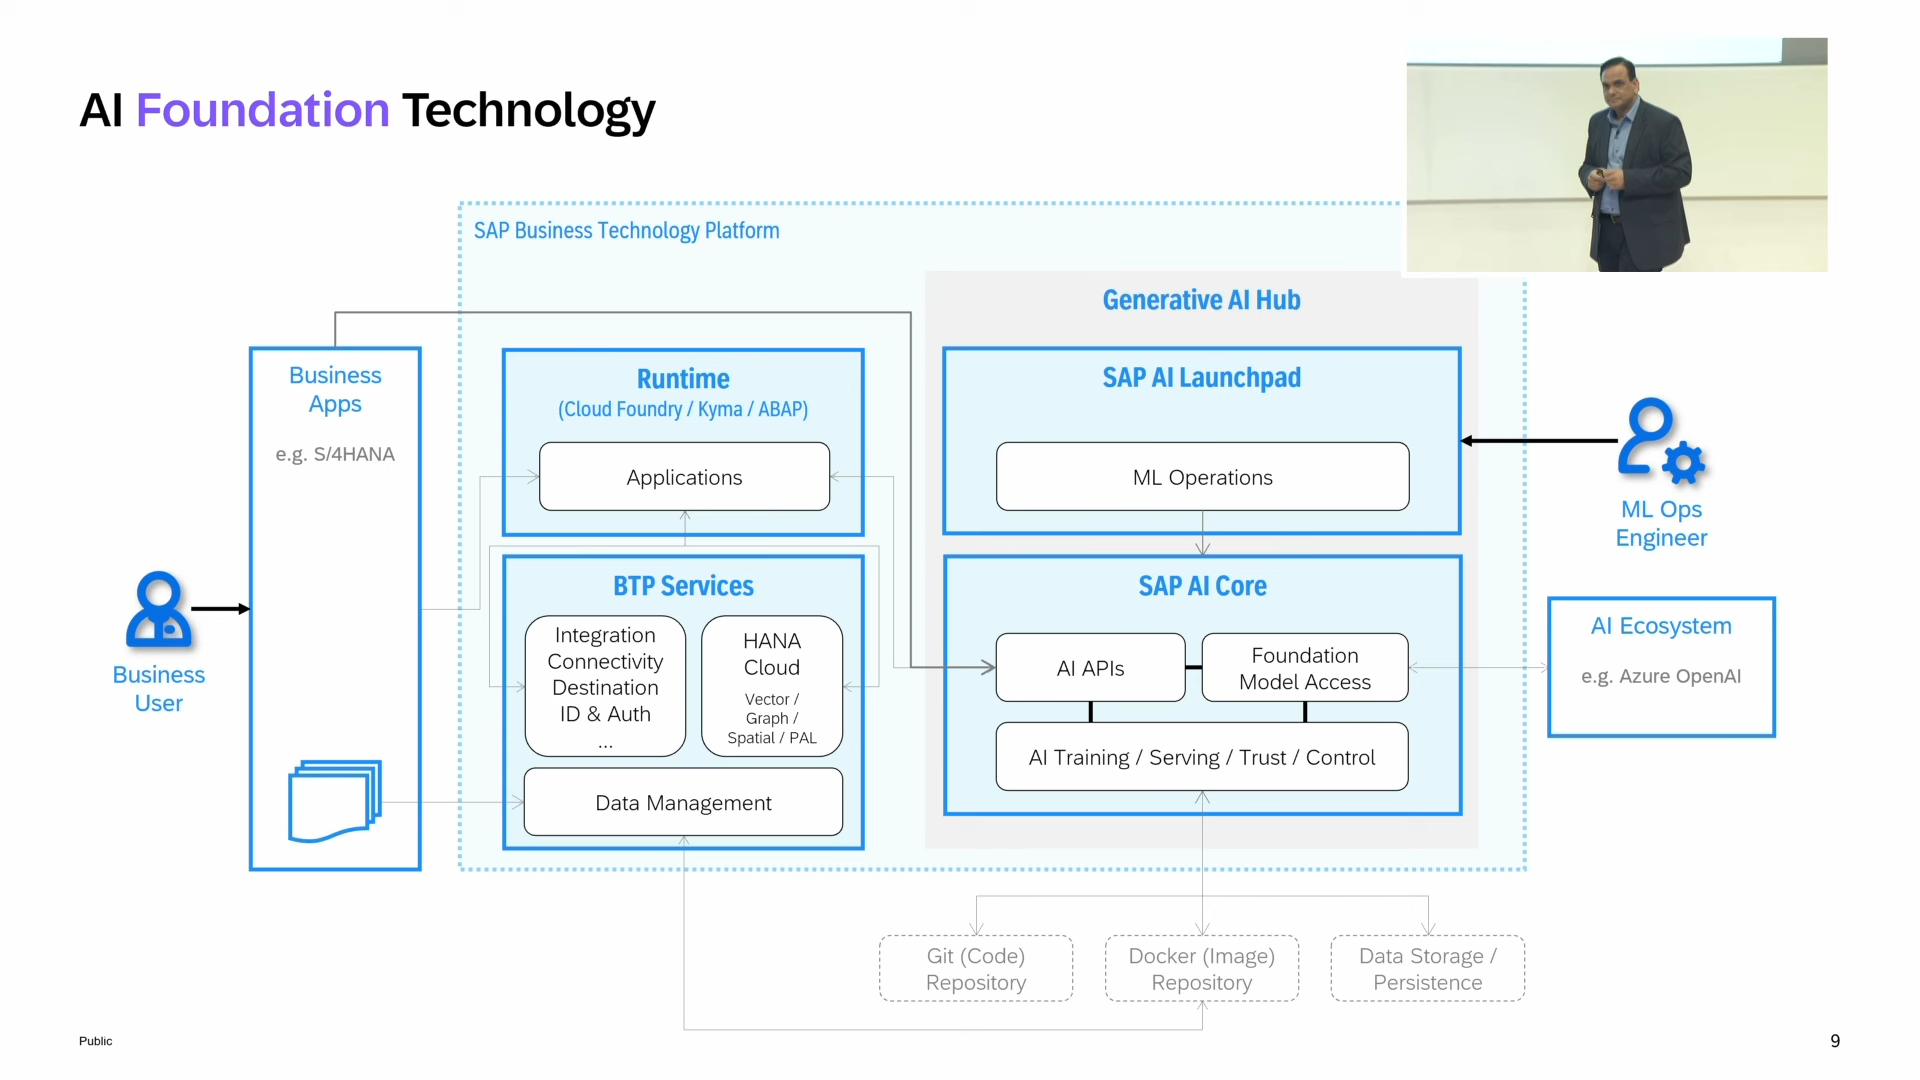 AI Foundation Technology
SAP Business Technology Platform
Business
Apps
e.g. S/4HANA
Business
User
Runtime
(Cloud Foundry / Kyma / ABAP)
Applications
BTP Services
Integration
Connectivity
Destination
ID & Auth
...
HANA
Cloud
Vector /
Graph /
Spatial / PAL
Data Management
Generative AI Hub
SAP AI Launchpad
ML Operations
SAP AI Core
AI APIs
Foundation
Model Access
AI Training / Serving / Trust / Control
ML Ops
Engineer
AI Ecosystem
e.g. Azure OpenAI
Git (Code)
Repository
Docker (Image)
Repository
Data Storage /
Persistence
Public
9